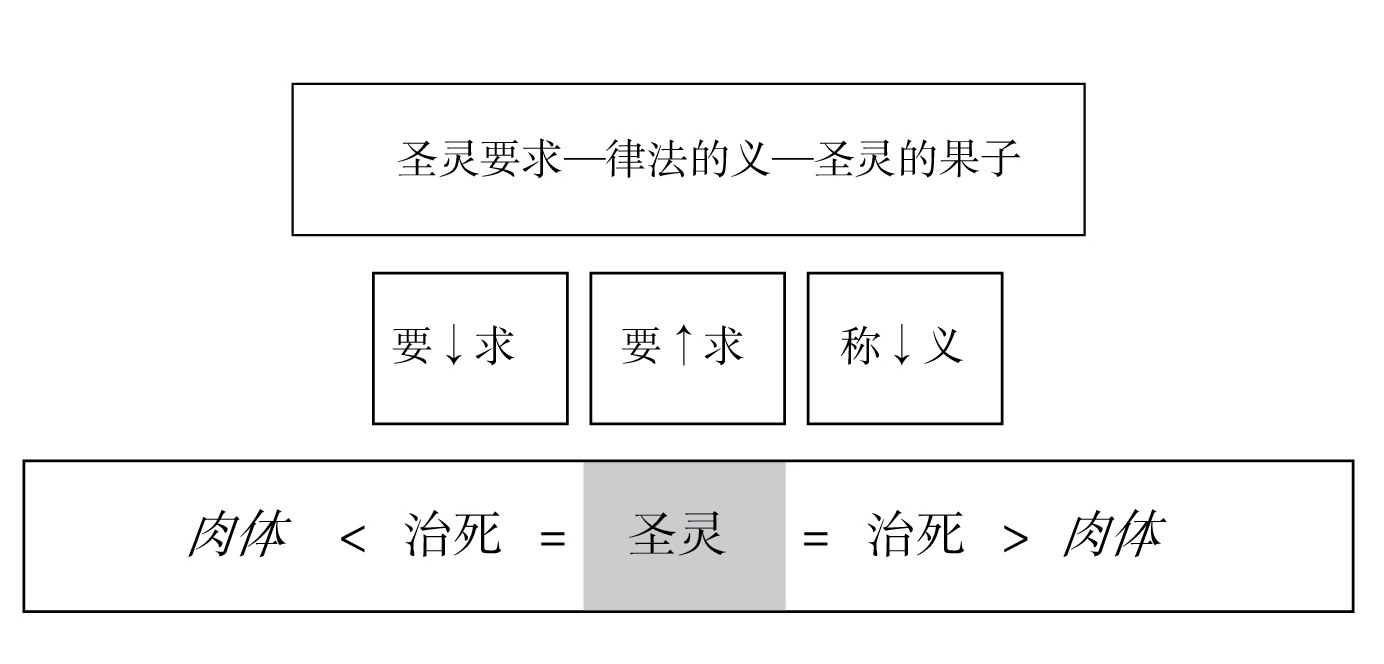 圣灵要求—律法的义—圣灵的果子
要↓求 要↑求 称↓义
肉体 < 治死 = 圣灵 = 治死 > 肉体